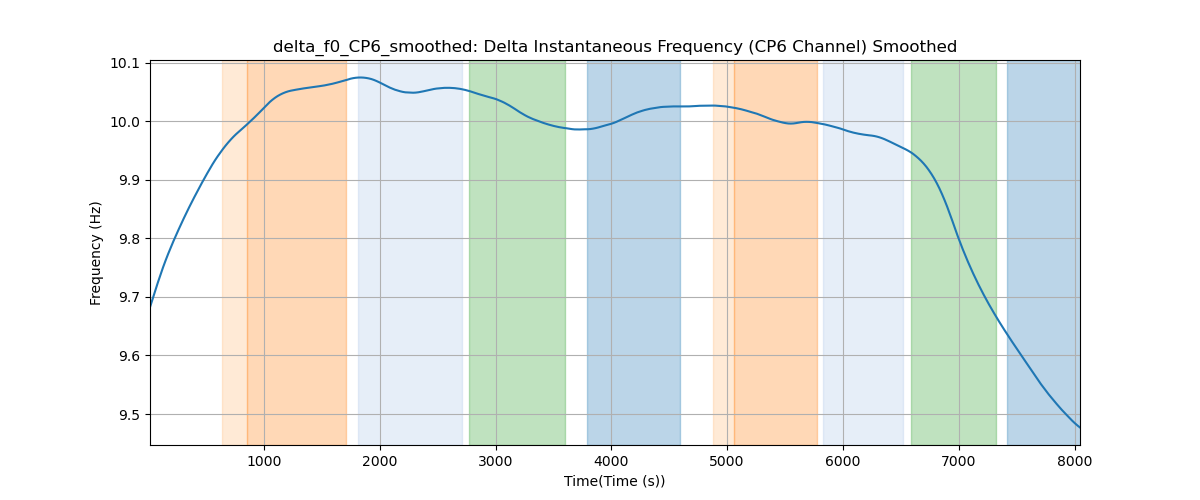 delta_f0_CP6_smoothed: Delta Instantaneous Frequency (CP6 Channel) Smoothed
10.1
10.0
9.9
9.8
9.7
9.6
9.5
Frequency (Hz)
1000 2000 3000 4000 5000 6000 7000 8000
Time(Time (s))